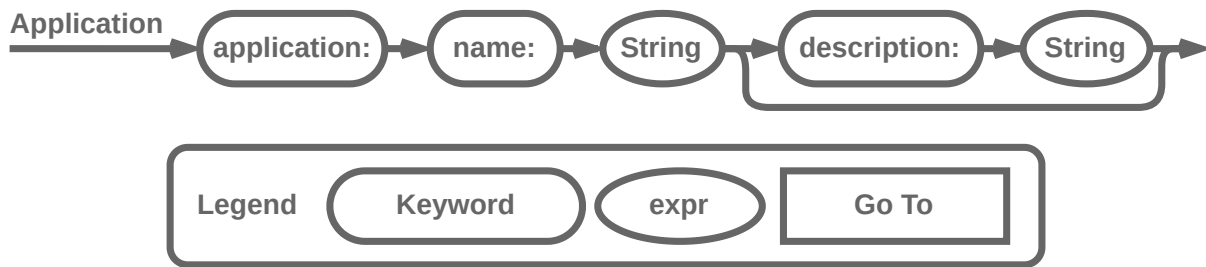 Application
application: name: String description: String
Legend Keyword expr Go To